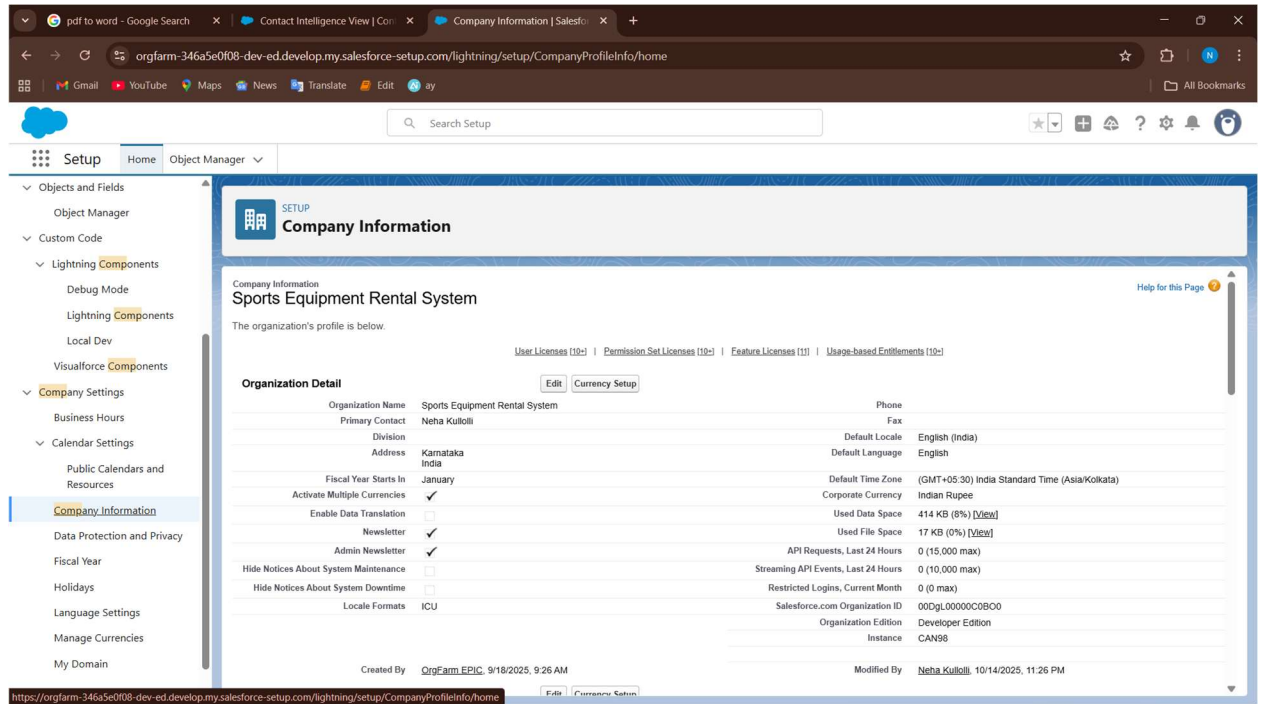 pdf to word - Google Search
Contact Intelligence View | Con
Company Information | Salesfo
orgfarm-346a5e0f08-dev-ed.develop.my.salesforce-setup.com/lightning/setup/CompanyProfileInfo/home
N
Gmail
YouTube
Maps
News
Translate
Edit
ay
All Bookmarks
Search Setup
Setup
Home
Object Manager
Objects and Fields
Object Manager
Custom Code
Lightning Components
Debug Mode
Lightning Components
Local Dev
Visualforce Components
Company Settings
Business Hours
Calendar Settings
Public Calendars and
Resources
Company Information
Data Protection and Privacy
Fiscal Year
Holidays
Language Settings
Manage Currencies
My Domain
SETUP
Company Information
Company Information
Sports Equipment Rental System
Help for this Page
The organization's profile is below.
User Licenses [10+] | Permission Set Licenses [10+] | Feature Licenses [11] | Usage-based Entitlements [10+]
Organization Detail
Edit Currency Setup
Organization Name Sports Equipment Rental System
Phone
Primary Contact Neha Kullolli
Fax
Division
Default Locale English (India)
Address Karnataka
India
Default Language English
Fiscal Year Starts In January
Default Time Zone (GMT+05:30) India Standard Time (Asia/Kolkata)
Activate Multiple Currencies
Corporate Currency Indian Rupee
Enable Data Translation
Used Data Space 414 KB (8%) [View]
Newsletter
Used File Space 17 KB (0%) [View]
Admin Newsletter
API Requests, Last 24 Hours 0 (15,000 max)
Hide Notices About System Maintenance
Streaming API Events, Last 24 Hours 0 (10,000 max)
Hide Notices About System Downtime
Restricted Logins, Current Month 0 (0 max)
Locale Formats ICU
Salesforce.com Organization ID 00DgL00000C0BO0
Organization Edition Developer Edition
Instance CAN98
Created By OrgFarm EPIC, 9/18/2025, 9:26 AM
Modified By Neha Kullolli, 10/14/2025, 11:26 PM
Edit Currency Setup
https://orgfarm-346a5e0f08-dev-ed.develop.my.salesforce-setup.com/lightning/setup/CompanyProfileInfo/home